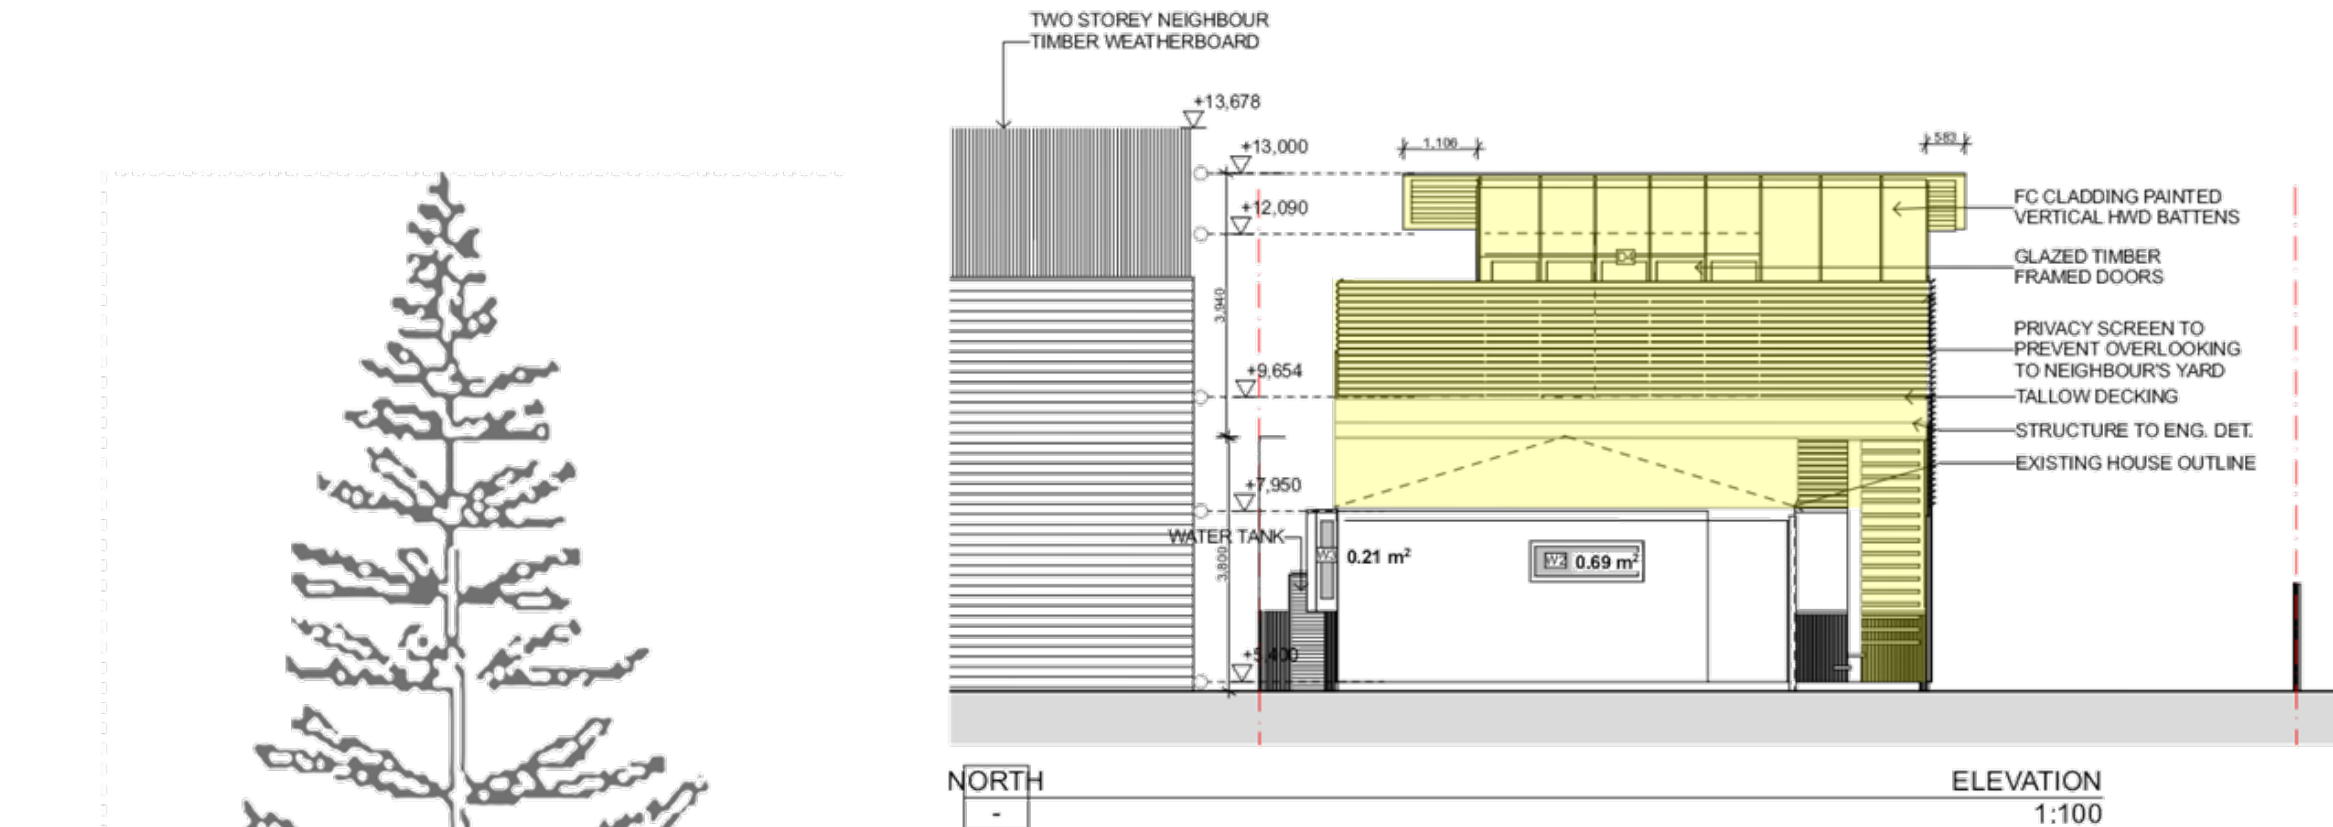 TWO STOREY NEIGHBOUR
TIMBER WEATHERBOARD
+13,678
+13,000
1,106
583
+12,090
FC CLADDING PAINTED
VERTICAL HWD BATTENS
GLAZED TIMBER
FRAMED DOORS
D4
3,940
PRIVACY SCREEN TO
PREVENT OVERLOOKING
TO NEIGHBOUR'S YARD
+9,654
TALLOW DECKING
STRUCTURE TO ENG. DET.
EXISTING HOUSE OUTLINE
+7,950
WATER TANK
W3
0.21 m²
W2
0.69 m²
3,800
+5,400
NORTH
ELEVATION
-
1:100